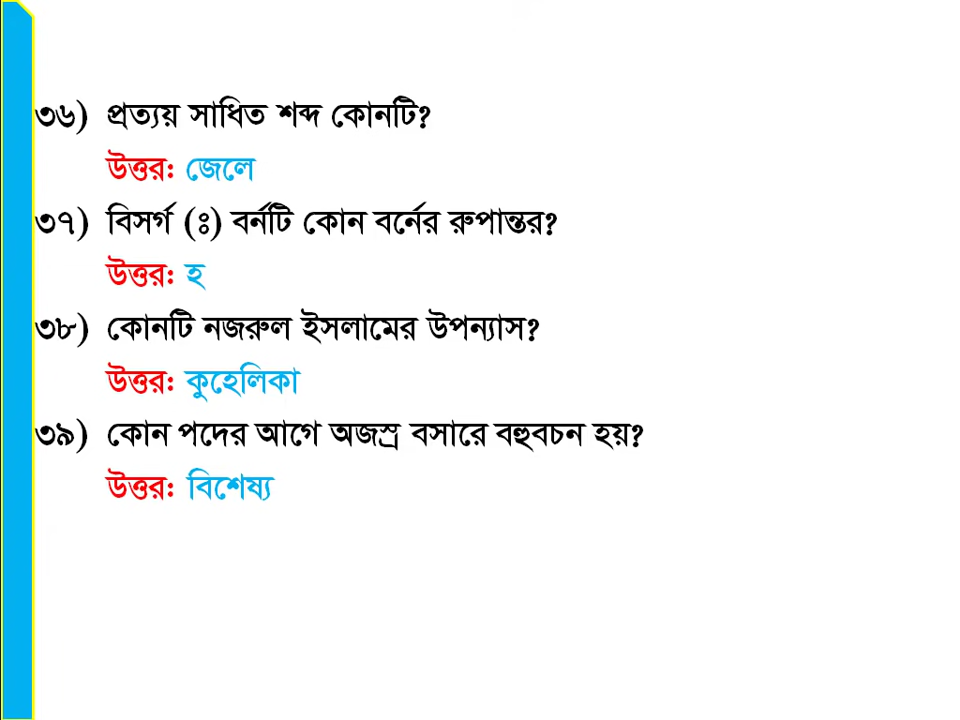 ৩৬) প্রত্যয় সাধিত শব্দ কোনটি?
উত্তর: জেলে
৩৭) বিসর্গ (ঃ) বর্নটি কোন বর্নের রুপান্তর?
উত্তর: হ
৩৮) কোনটি নজরুল ইসলামের উপন্যাস?
উত্তর: কুহেলিকা
৩৯) কোন পদের আগে অজস্র বসারে বহুবচন হয়?
উত্তর: বিশেষ্য